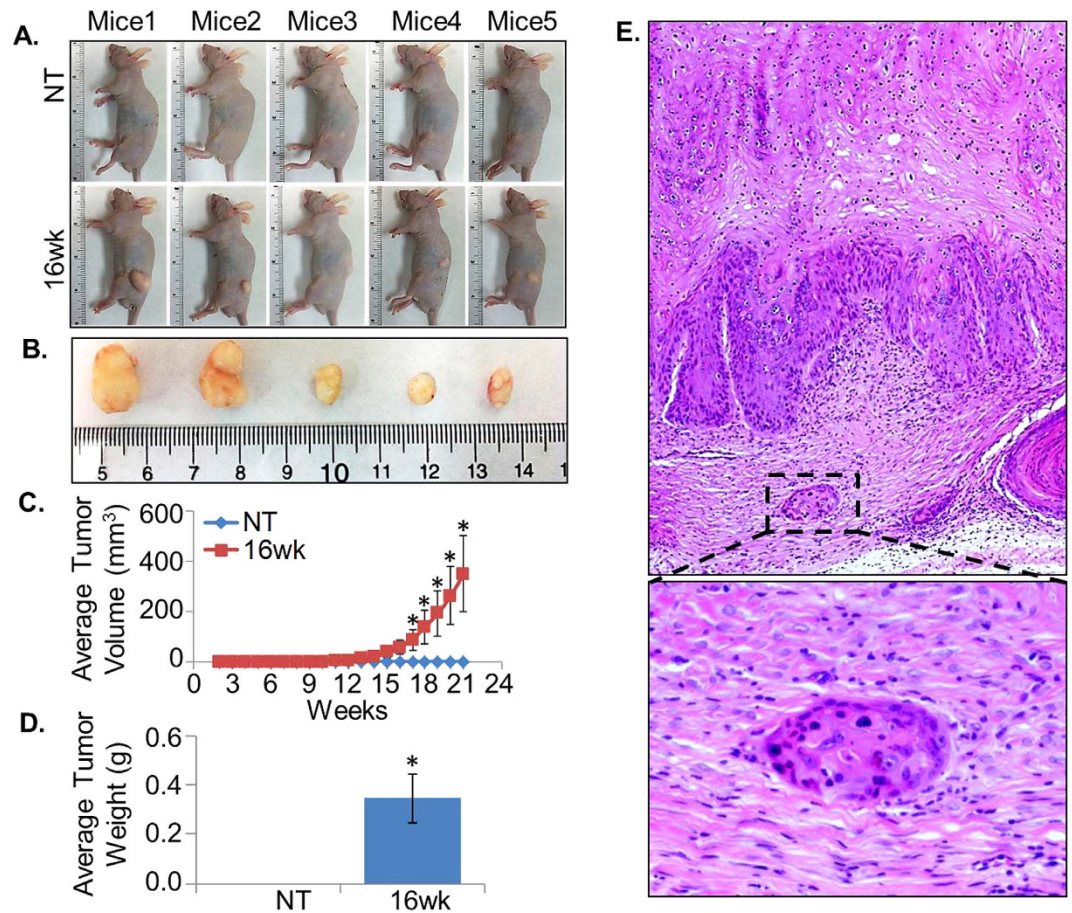 A.
Mice1 Mice2 Mice3 Mice4 Mice5
NT
16wk
B.
5 6 7 8 9 10 11 12 13 14 1
C.
Average Tumor
Volume (mm³)
600
400
200
0
NT
16wk
* * * * *
0 3 6 9 12 15 18 21 24
Weeks
D.
Average Tumor
Weight (g)
0.6
0.4
0.2
0.0
*
NT 16wk
E.